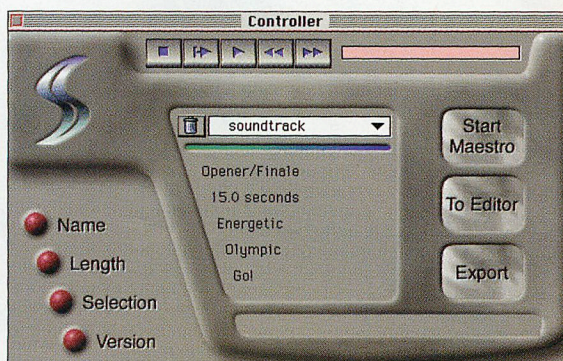 Controller
soundtrack
Opener/Finale
15.0 seconds
Energetic
Olympic
Go!
Start
Maestro
To Editor
Export
Name
Length
Selection
Version